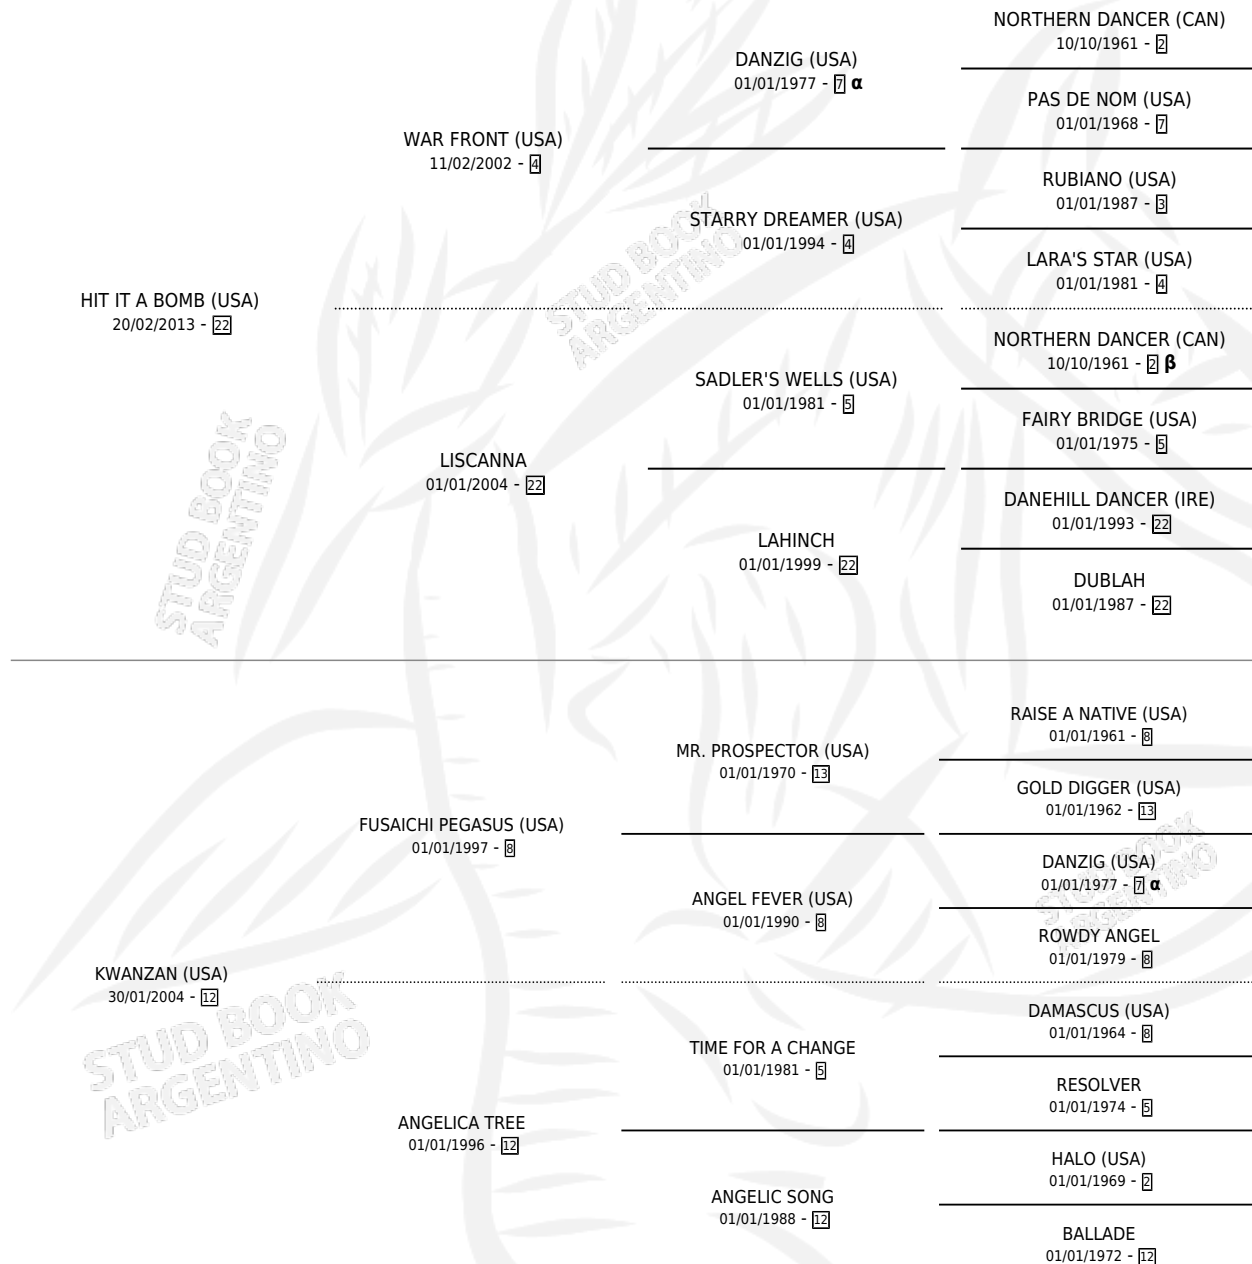 NORTHERN DANCER (CAN)
10/10/1961 - 2
DANZIG (USA)
01/01/1977 - 7 α
PAS DE NOM (USA)
01/01/1968 - 7
WAR FRONT (USA)
11/02/2002 - 4
RUBIANO (USA)
01/01/1987 - 3
STARRY DREAMER (USA)
01/01/1994 - 4
LARA'S STAR (USA)
01/01/1981 - 4
HIT IT A BOMB (USA)
20/02/2013 - 22
NORTHERN DANCER (CAN)
10/10/1961 - 2 β
SADLER'S WELLS (USA)
01/01/1981 - 5
FAIRY BRIDGE (USA)
01/01/1975 - 5
LISCANNA
01/01/2004 - 22
DANEHILL DANCER (IRE)
01/01/1993 - 22
LAHINCH
01/01/1999 - 22
DUBLAH
01/01/1987 - 22
RAISE A NATIVE (USA)
01/01/1961 - 8
MR. PROSPECTOR (USA)
01/01/1970 - 13
GOLD DIGGER (USA)
01/01/1962 - 13
FUSAICHI PEGASUS (USA)
01/01/1997 - 8
DANZIG (USA)
01/01/1977 - 7 α
ANGEL FEVER (USA)
01/01/1990 - 8
ROWDY ANGEL
01/01/1979 - 8
KWANZAN (USA)
30/01/2004 - 12
DAMASCUS (USA)
01/01/1964 - 8
TIME FOR A CHANGE
01/01/1981 - 5
RESOLVER
01/01/1974 - 5
ANGELICA TREE
01/01/1996 - 12
HALO (USA)
01/01/1969 - 2
ANGELIC SONG
01/01/1988 - 12
BALLADE
01/01/1972 - 12
STUD BOOK
ARGENTINO
STUD BOOK
ARGENTINO
STUD BOOK
ARGENTINO
STUD BOOK
ARGENTINO